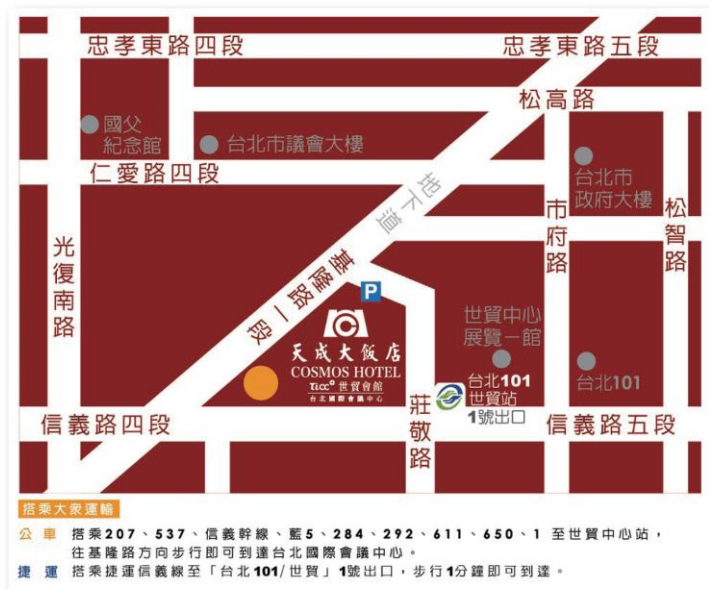 忠孝東路四段
忠孝東路五段
松高路
國父
紀念館
台北市議會大樓
仁愛路四段
地下道
台北市
政府大樓
市府路
松智路
光復南路
基隆路一段
P
天成大飯店
COSMOS HOTEL
TICC 世貿會館
台北國際會議中心
世貿中心
展覽一館
台北101
台北101
世貿站
1號出口
莊敬路
信義路四段
信義路五段
搭乘大眾運輸
公車 搭乘207、537、信義幹線、藍5、284、292、611、650、1 至世貿中心站，
往基隆路方向步行即可到達台北國際會議中心。
捷運 搭乘捷運信義線至「台北101/世貿」1號出口，步行1分鐘即可到達。